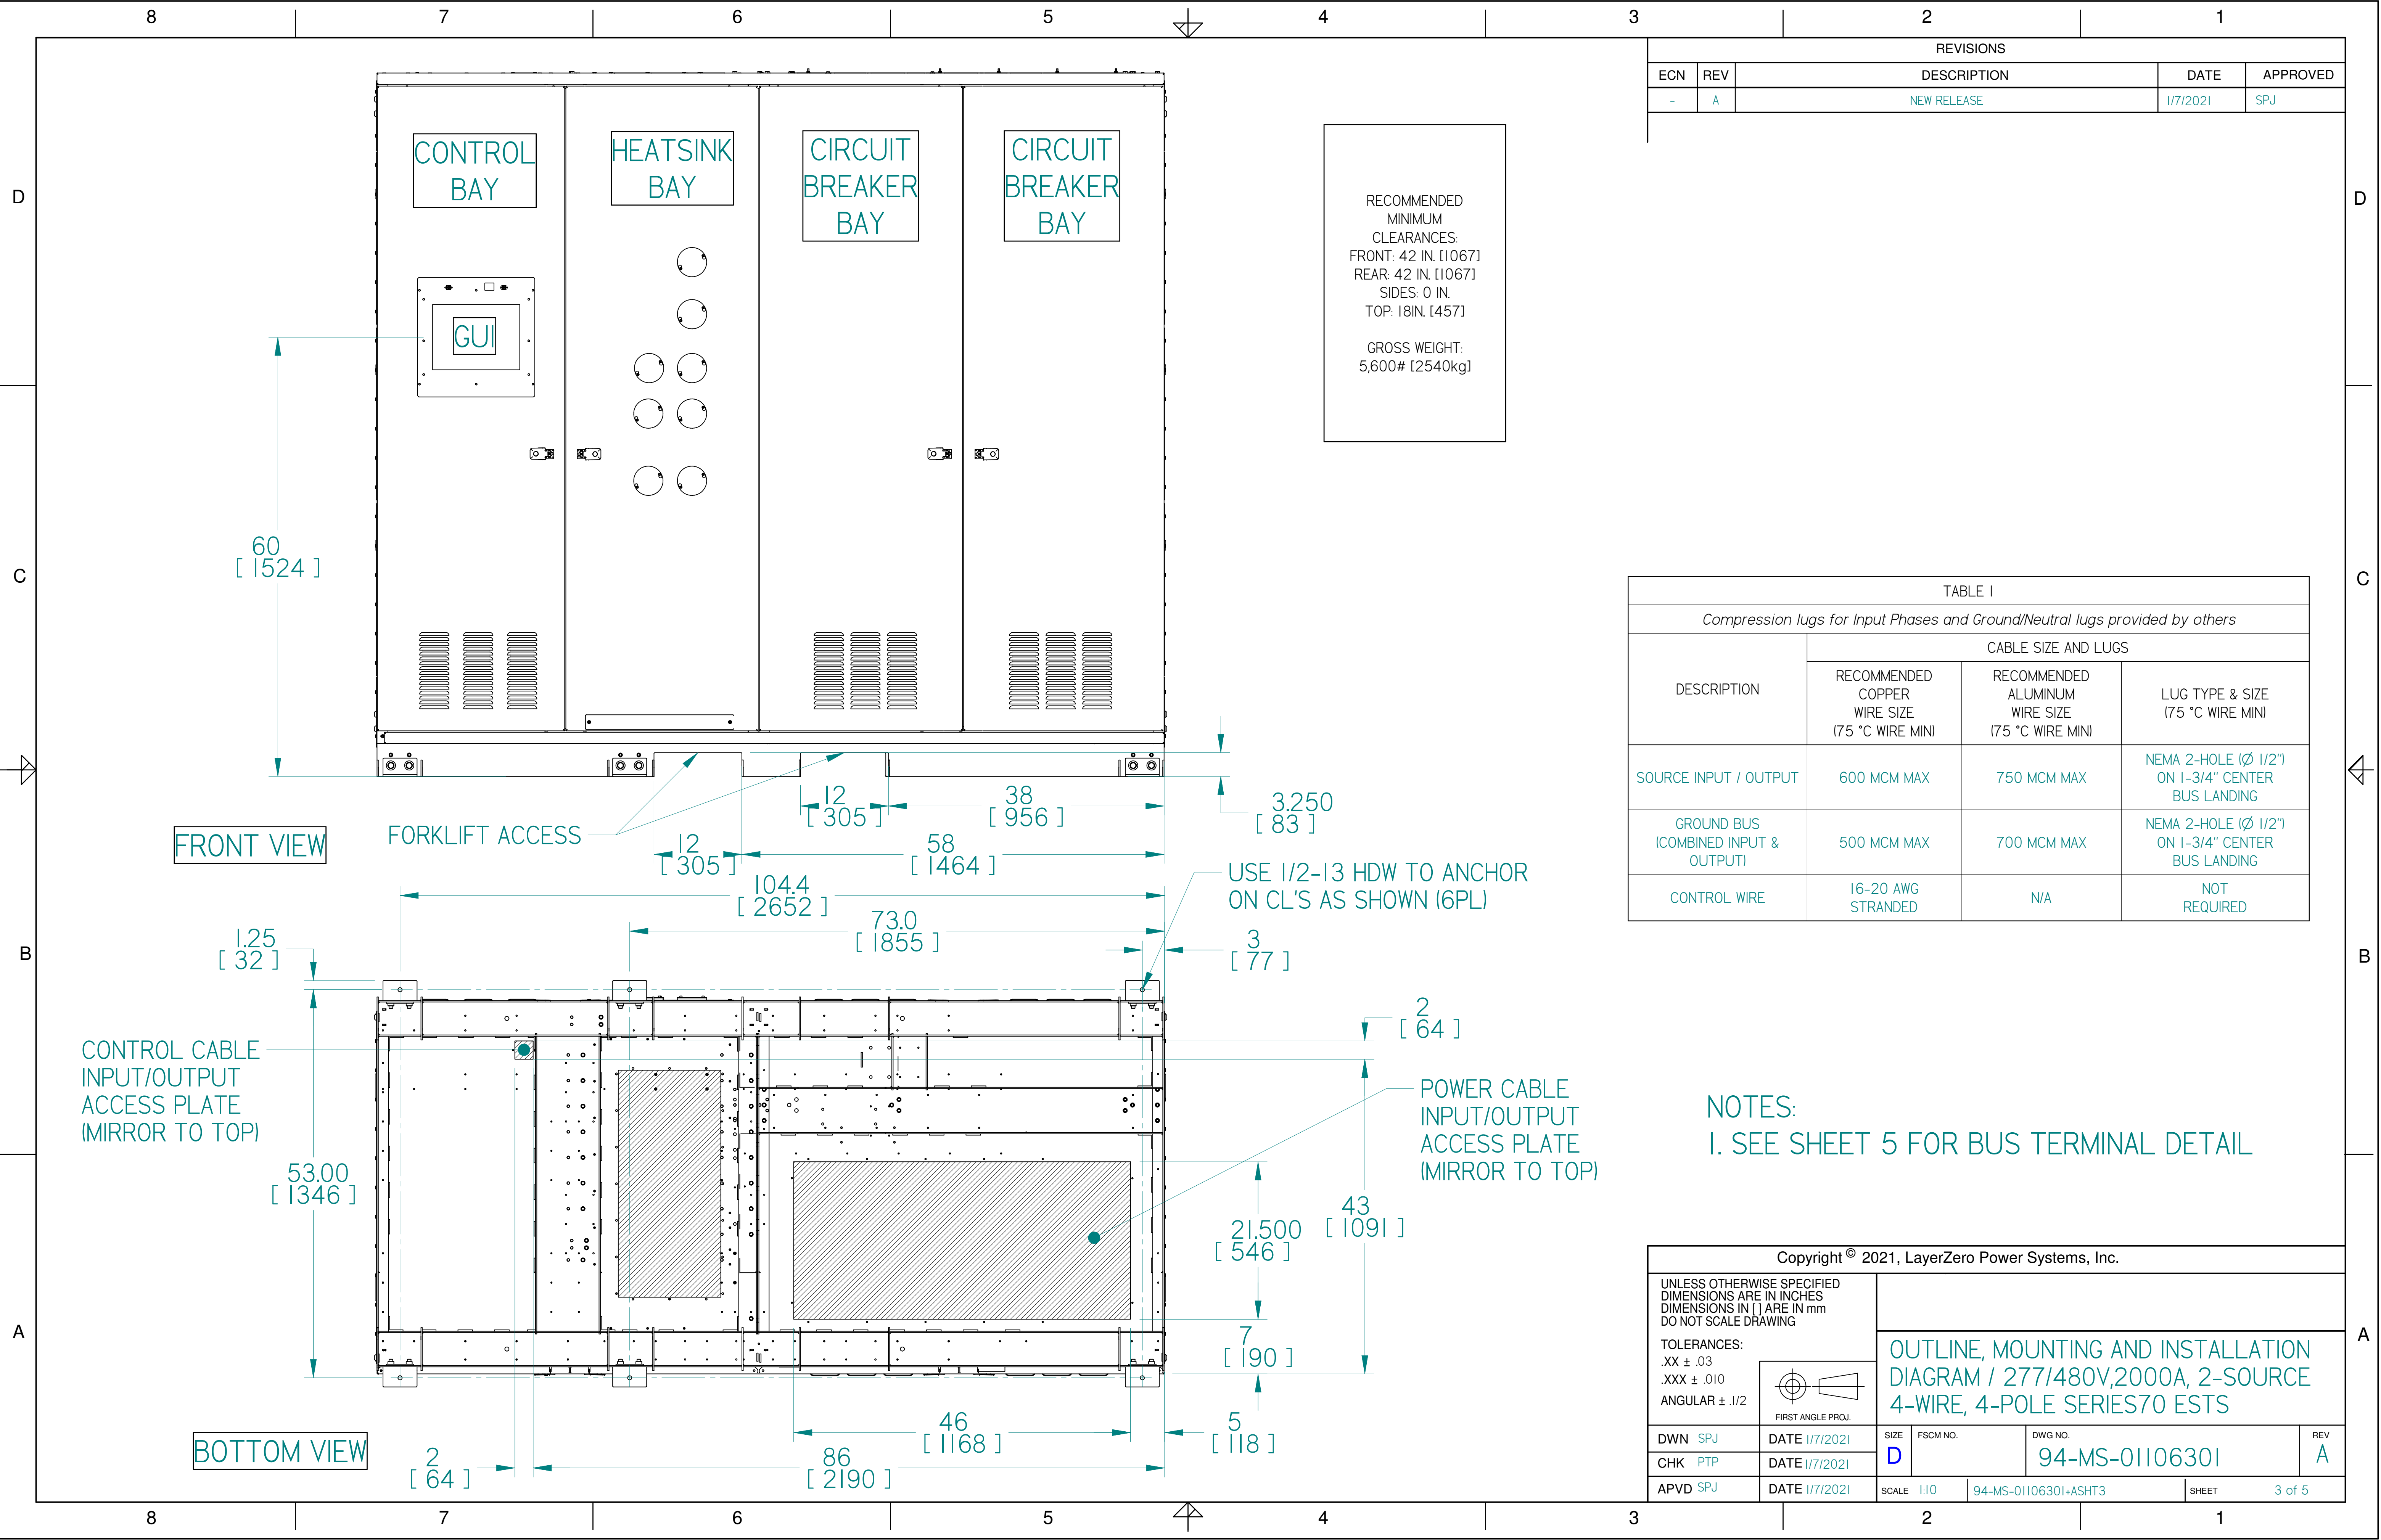 8 7 6 5 4 3 2 1
REVISIONS
ECN REV DESCRIPTION DATE APPROVED
- A NEW RELEASE 1/7/2021 SPJ
D
D
CONTROL
BAY
HEATSINK
BAY
CIRCUIT
BREAKER
BAY
CIRCUIT
BREAKER
BAY
GUI
RECOMMENDED
MINIMUM
CLEARANCES:
FRONT: 42 IN. [1067]
REAR: 42 IN. [1067]
SIDES: 0 IN.
TOP: 18IN. [457]
GROSS WEIGHT:
5,600# [2540kg]
60
[ 1524 ]
C
C
TABLE 1
Compression lugs for Input Phases and Ground/Neutral lugs provided by others
DESCRIPTION
CABLE SIZE AND LUGS
RECOMMENDED
COPPER
WIRE SIZE
(75 °C WIRE MIN)
RECOMMENDED
ALUMINUM
WIRE SIZE
(75 °C WIRE MIN)
LUG TYPE & SIZE
(75 °C WIRE MIN)
SOURCE INPUT / OUTPUT
600 MCM MAX
750 MCM MAX
NEMA 2-HOLE (Ø 1/2")
ON 1-3/4" CENTER
BUS LANDING
GROUND BUS
(COMBINED INPUT &
OUTPUT)
500 MCM MAX
700 MCM MAX
NEMA 2-HOLE (Ø 1/2")
ON 1-3/4" CENTER
BUS LANDING
CONTROL WIRE
16-20 AWG
STRANDED
N/A
NOT
REQUIRED
12
[ 305 ]
38
[ 956 ]
3.250
[ 83 ]
FRONT VIEW
FORKLIFT ACCESS
12
[ 305 ]
58
[ 1464 ]
USE 1/2-13 HDW TO ANCHOR
ON CL'S AS SHOWN (6PL)
104.4
[ 2652 ]
73.0
[ 1855 ]
3
[ 77 ]
1.25
[ 32 ]
B
B
2
[ 64 ]
CONTROL CABLE
INPUT/OUTPUT
ACCESS PLATE
(MIRROR TO TOP)
POWER CABLE
INPUT/OUTPUT
ACCESS PLATE
(MIRROR TO TOP)
53.00
[ 1346 ]
43
[ 1091 ]
21.500
[ 546 ]
7
[ 190 ]
46
[ 1168 ]
5
[ 118 ]
BOTTOM VIEW
2
[ 64 ]
86
[ 2190 ]
NOTES:
1. SEE SHEET 5 FOR BUS TERMINAL DETAIL
A
A
Copyright © 2021, LayerZero Power Systems, Inc.
UNLESS OTHERWISE SPECIFIED
DIMENSIONS ARE IN INCHES
DIMENSIONS IN [ ] ARE IN mm
DO NOT SCALE DRAWING
TOLERANCES:
.XX ± .03
.XXX ± .010
ANGULAR ± .1/2
FIRST ANGLE PROJ.
OUTLINE, MOUNTING AND INSTALLATION
DIAGRAM / 277/480V,2000A, 2-SOURCE
4-WIRE, 4-POLE SERIES70 ESTS
DWN SPJ DATE 1/7/2021
CHK PTP DATE 1/7/2021
APVD SPJ DATE 1/7/2021
SIZE
D
FSCM NO.
DWG NO.
94-MS-01106301
REV
A
SCALE 1:10
94-MS-01106301+ASHT3
SHEET 3 of 5
8 7 6 5 4 3 2 1